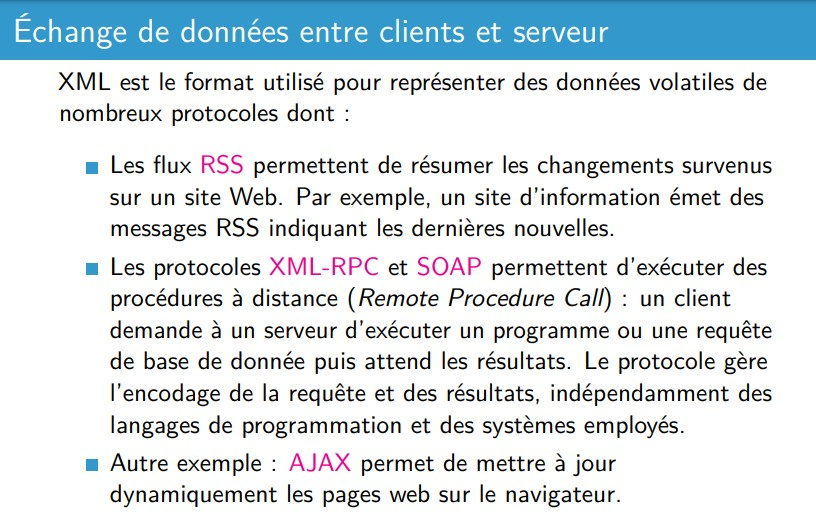 Échange de données entre clients et serveur
XML est le format utilisé pour représenter des données volatiles de
nombreux protocoles dont :
Les flux RSS permettent de résumer les changements survenus
sur un site Web. Par exemple, un site d'information émet des
messages RSS indiquant les dernières nouvelles.
Les protocoles XML-RPC et SOAP permettent d'exécuter des
procédures à distance (Remote Procedure Call) : un client
demande à un serveur d'exécuter un programme ou une requête
de base de donnée puis attend les résultats. Le protocole gère
l'encodage de la requête et des résultats, indépendamment des
langages de programmation et des systèmes employés.
Autre exemple : AJAX permet de mettre à jour
dynamiquement les pages web sur le navigateur.